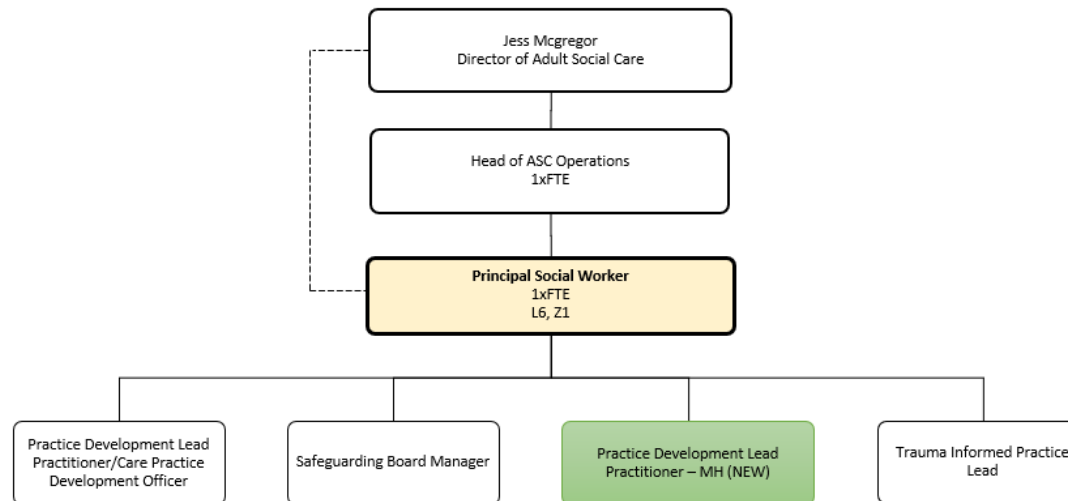 Jess Mcgregor
Director of Adult Social Care
Head of ASC Operations
1xFTE
Principal Social Worker
1xFTE
L6, Z1
Practice Development Lead
Practitioner/Care Practice
Development Officer
Safeguarding Board Manager
Practice Development Lead
Practitioner – MH (NEW)
Trauma Informed Practice
Lead